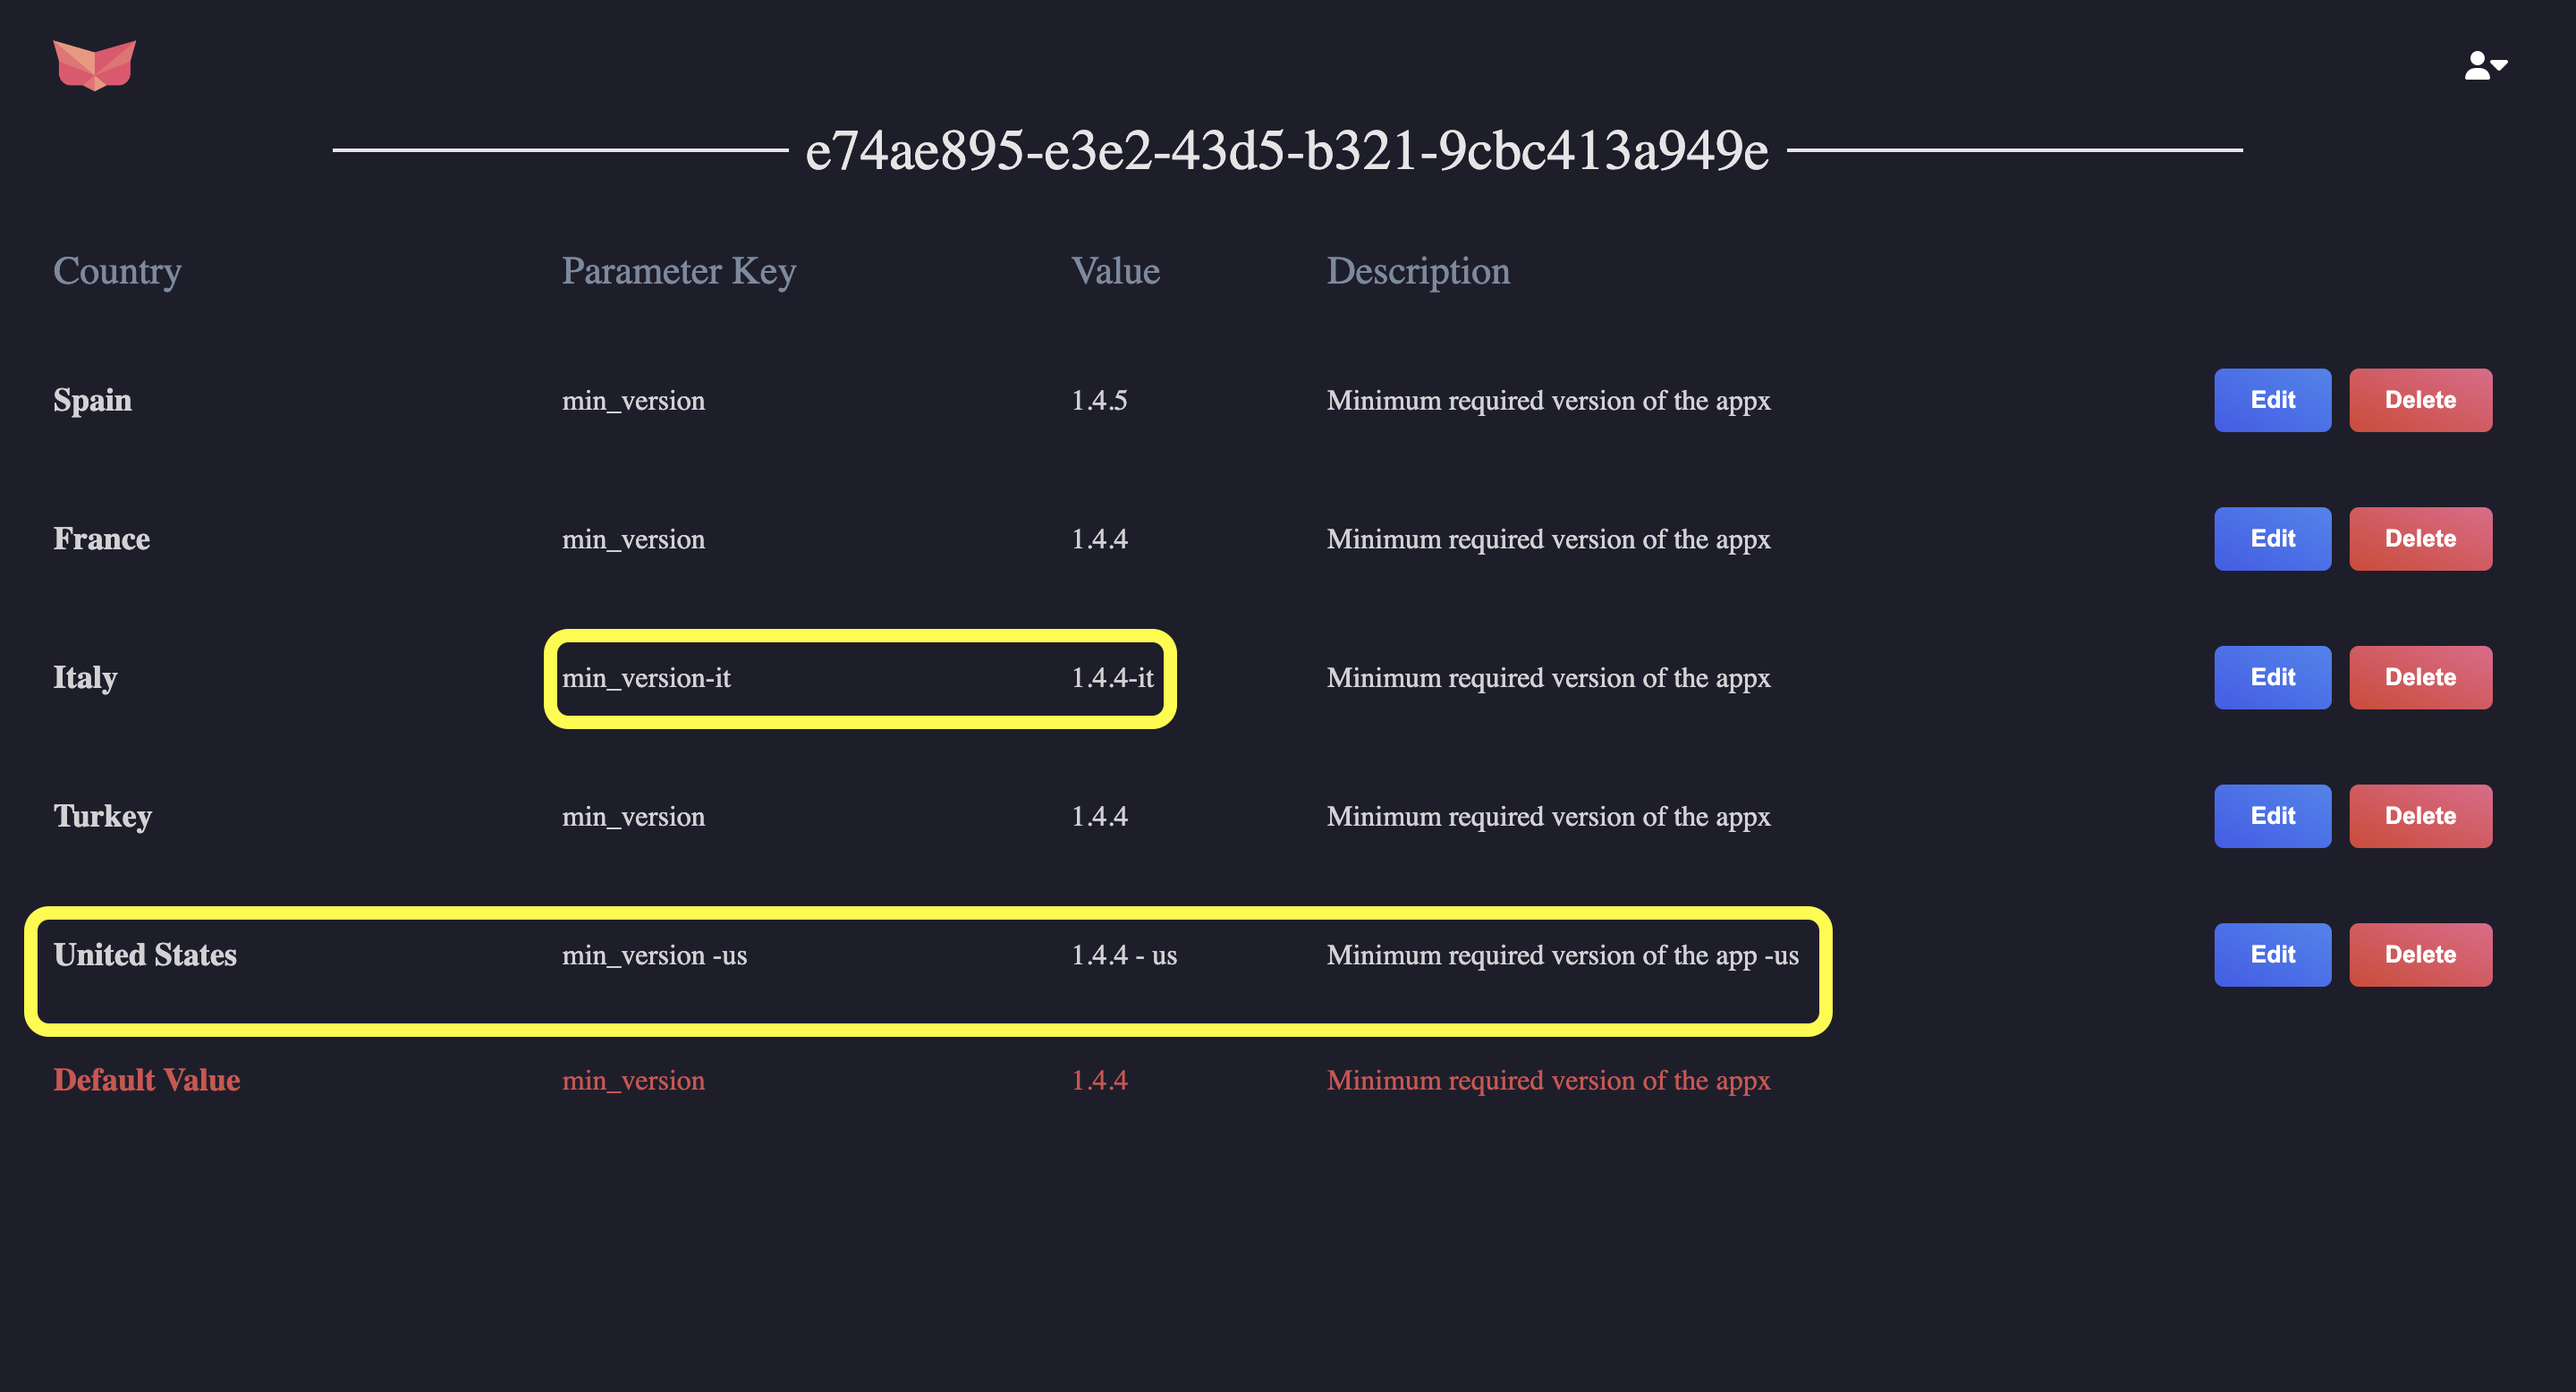 e74ae895-e3e2-43d5-b321-9cbc413a949e
Country Parameter Key Value Description
Spain min_version 1.4.5 Minimum required version of the appx Edit Delete
France min_version 1.4.4 Minimum required version of the appx Edit Delete
Italy min_version-it 1.4.4-it Minimum required version of the appx Edit Delete
Turkey min_version 1.4.4 Minimum required version of the appx Edit Delete
United States min_version -us 1.4.4 - us Minimum required version of the app -us Edit Delete
Default Value min_version 1.4.4 Minimum required version of the appx